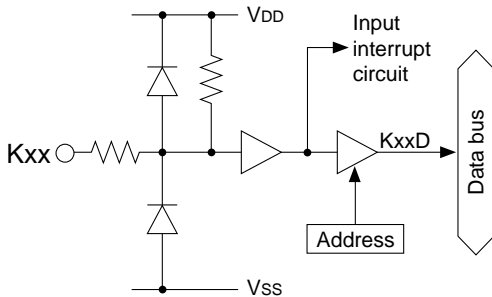 VDD
Input
interrupt
circuit
Kxx
KxxD
Data bus
Address
VSS